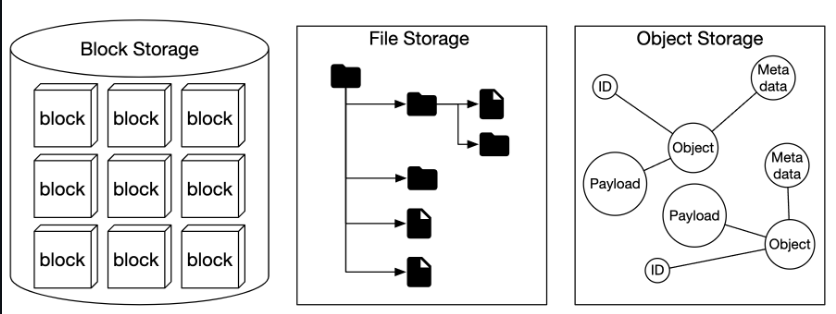 Block Storage
block block block
block block block
block block block
File Storage
Object Storage
ID
Meta
data
Object
Payload
Meta
data
Payload
Object
ID